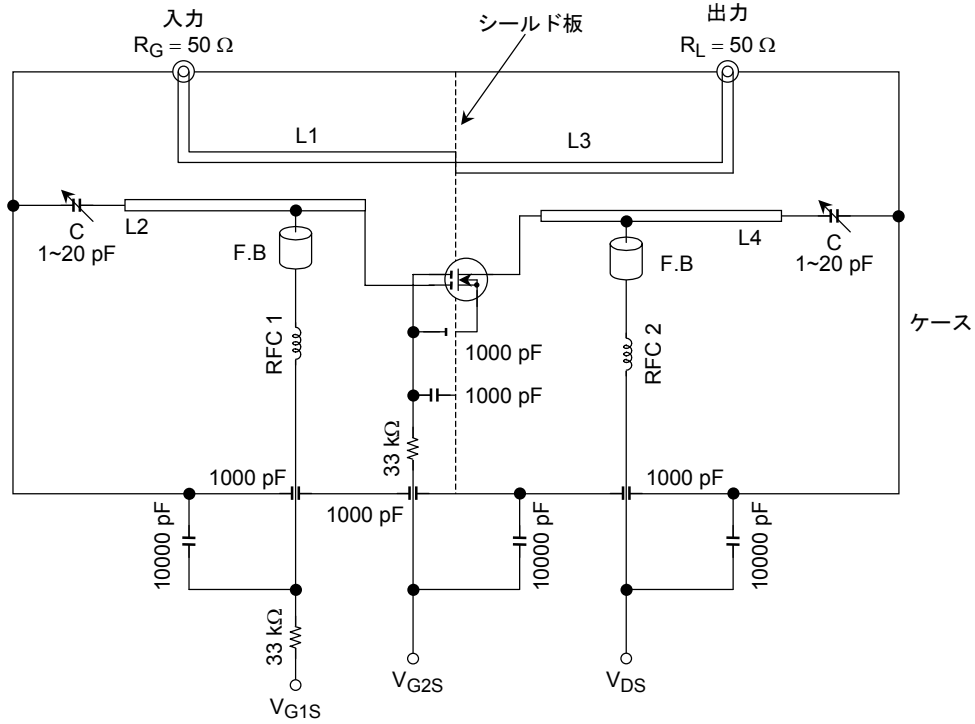 入力
R_G = 50 Ω
シールド板
出力
R_L = 50 Ω
L1
L3
C
1~20 pF
L2
F.B
L4
F.B
C
1~20 pF
RFC 1
1000 pF
RFC 2
ケース
1000 pF
33 kΩ
1000 pF
1000 pF
1000 pF
10000 pF
10000 pF
10000 pF
33 kΩ
V_G1S
V_G2S
V_DS